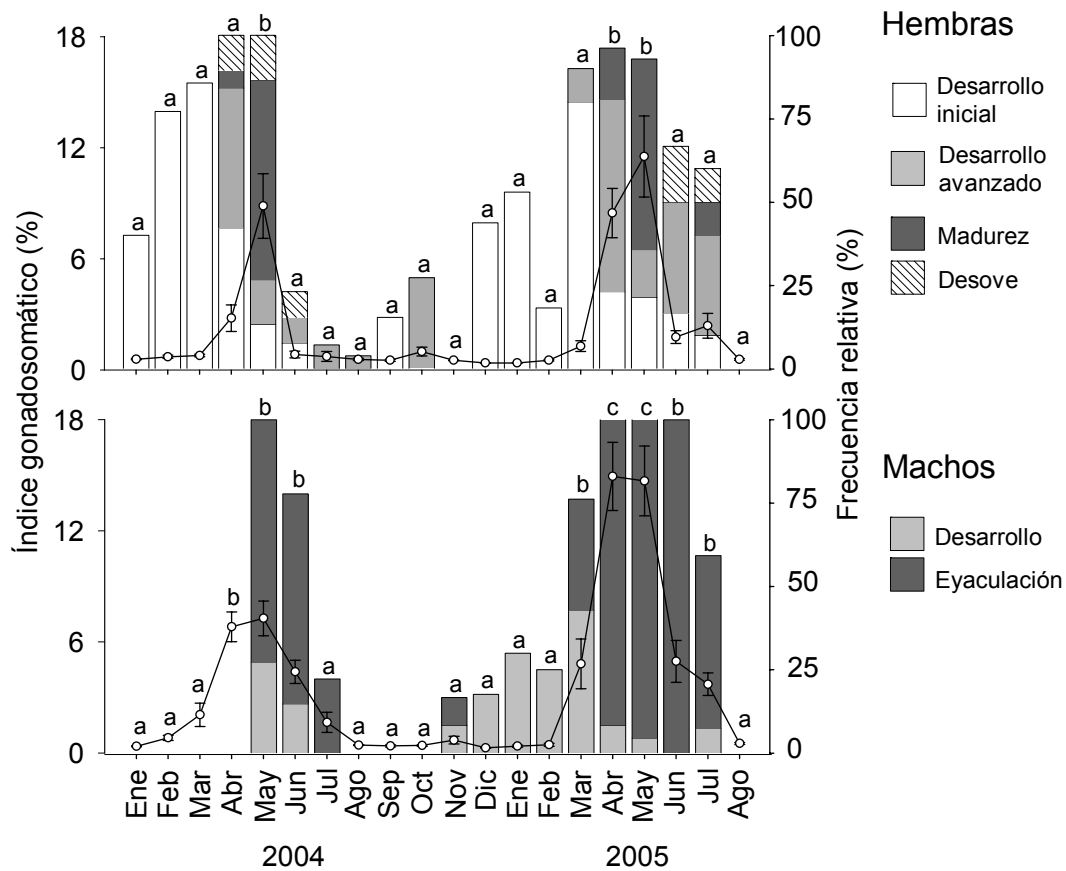 18
12
6
0
a
a
a
a
b
a
a
a
a
a
a
a
a
a
a
b
b
a
a
a
100
75
50
25
0
Hembras
Desarrollo
inicial
Desarrollo
avanzado
Madurez
Desove
Índice gonadosomático (%)
Frecuencia relativa (%)
18
12
6
0
a
a
a
b
b
b
a
a
a
a
a
a
a
a
b
c
c
b
b
a
100
75
50
25
0
Machos
Desarrollo
Eyaculación
Ene
Feb
Mar
Abr
May
Jun
Jul
Ago
Sep
Oct
Nov
Dic
Ene
Feb
Mar
Abr
May
Jun
Jul
Ago
2004
2005